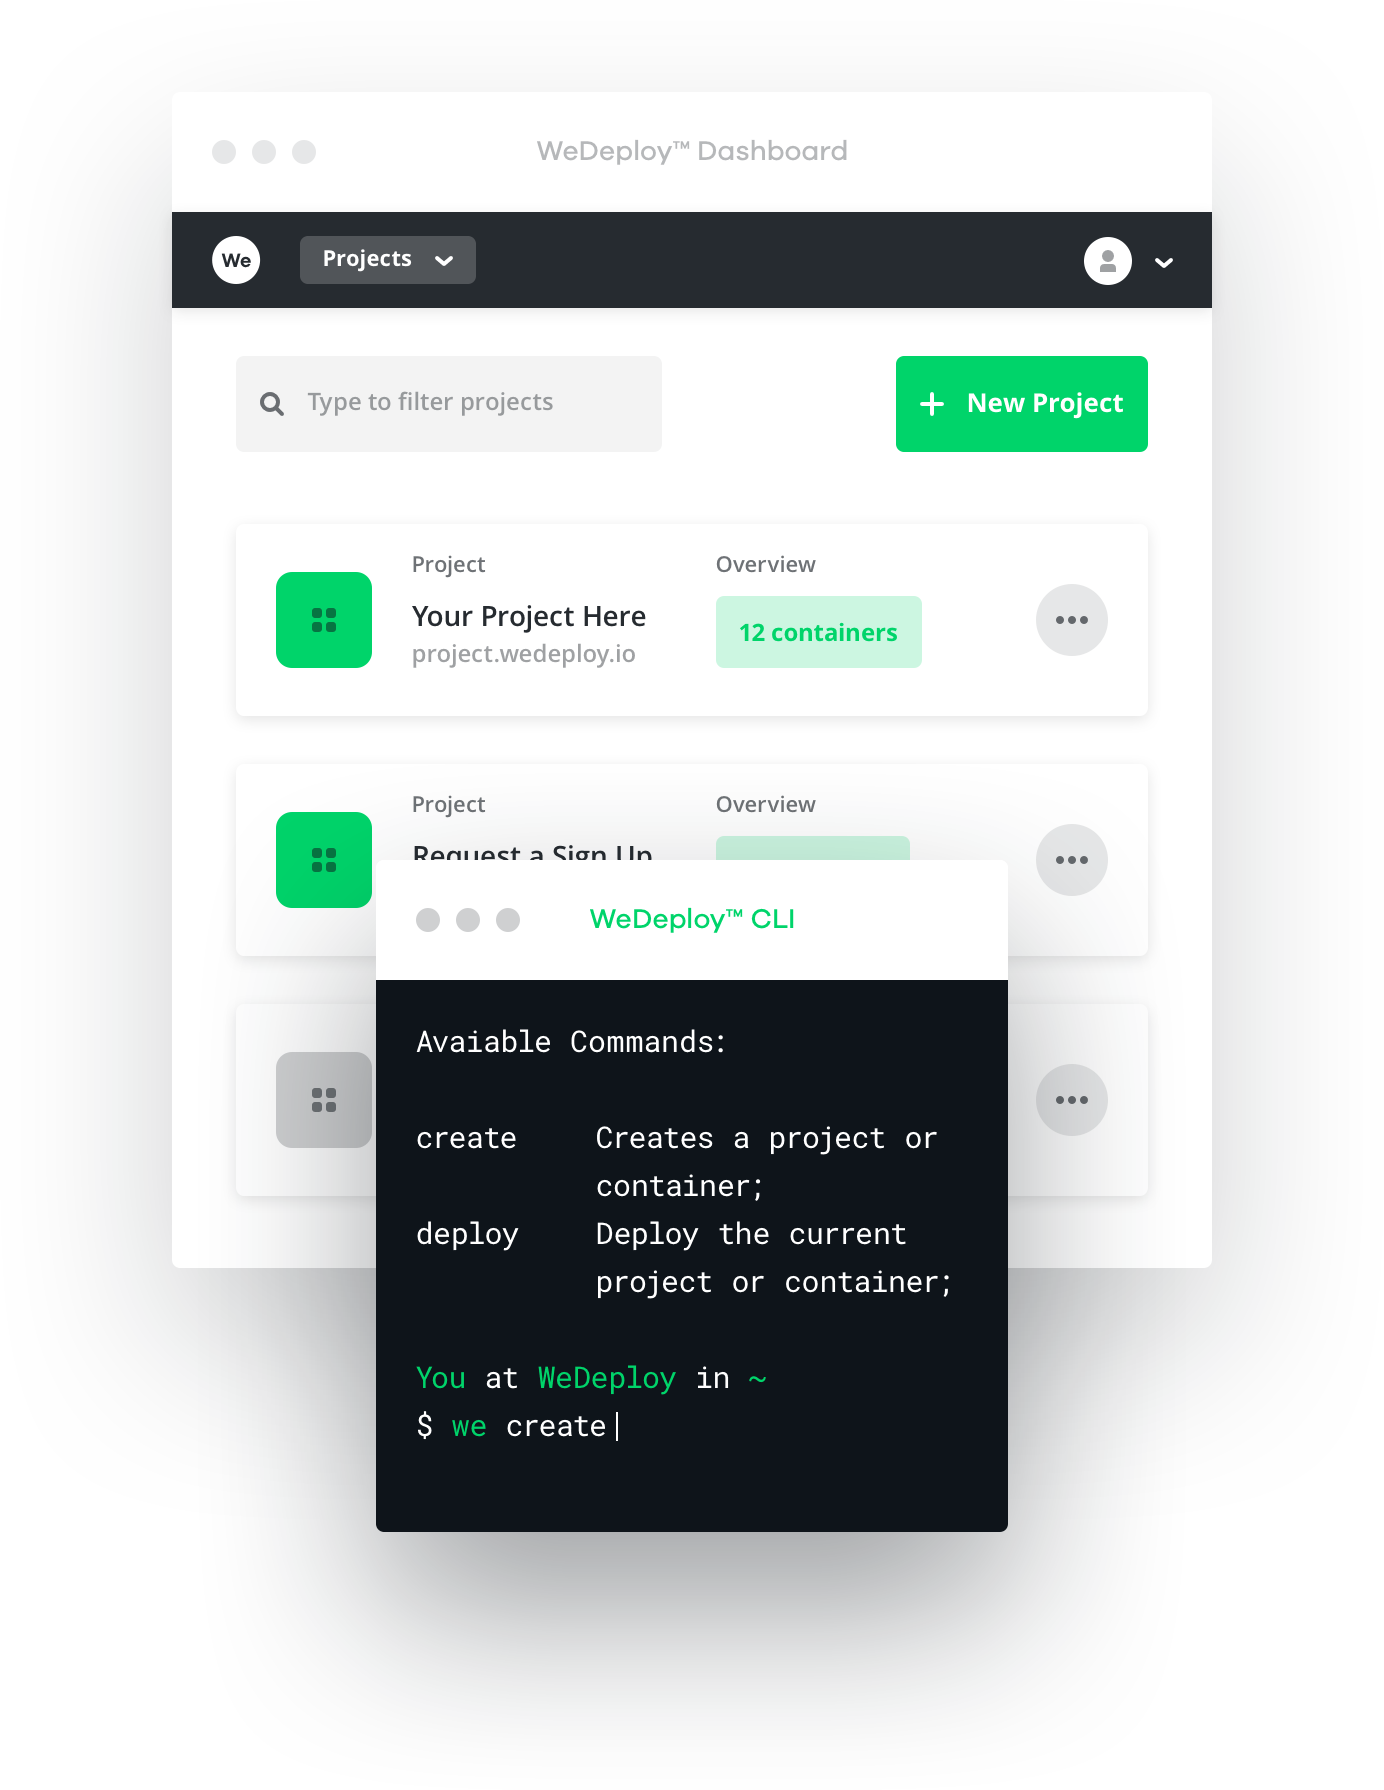 WeDeploy™ Dashboard
We
Projects
Type to filter projects
New Project
Project
Overview
Your Project Here
12 containers
project.wedeploy.io
Project
Overview
Request a Sign Up
WeDeploy™ CLI
Avaiable Commands:
create Creates a project or
container;
deploy Deploy the current
project or container;
You at WeDeploy in ~
$ we create